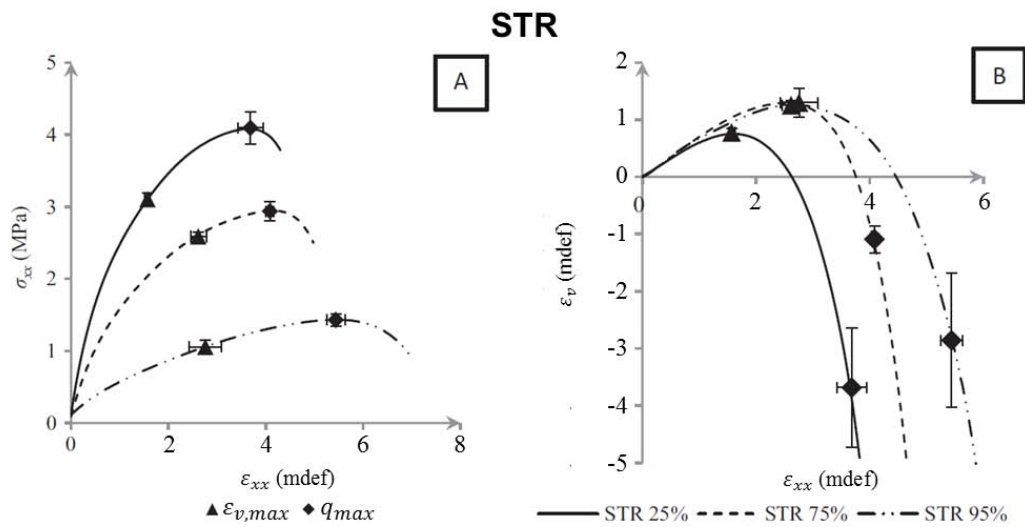 STR
A
5
4
3
2
1
0
0
2
4
6
8
σxx (MPa)
εxx (mdef)
B
2
1
0
-1
-2
-3
-4
-5
0
2
4
6
εv (mdef)
εxx (mdef)
▲ εv,max ◆ qmax
STR 25% STR 75% STR 95%